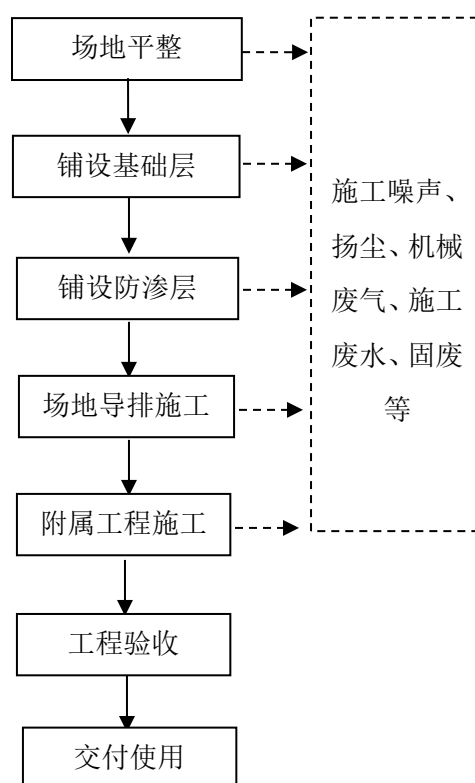 场地平整
铺设基础层
铺设防渗层
场地导排施工
附属工程施工
工程验收
交付使用
施工噪声、
扬尘、机械
废气、施工
废水、固废
等